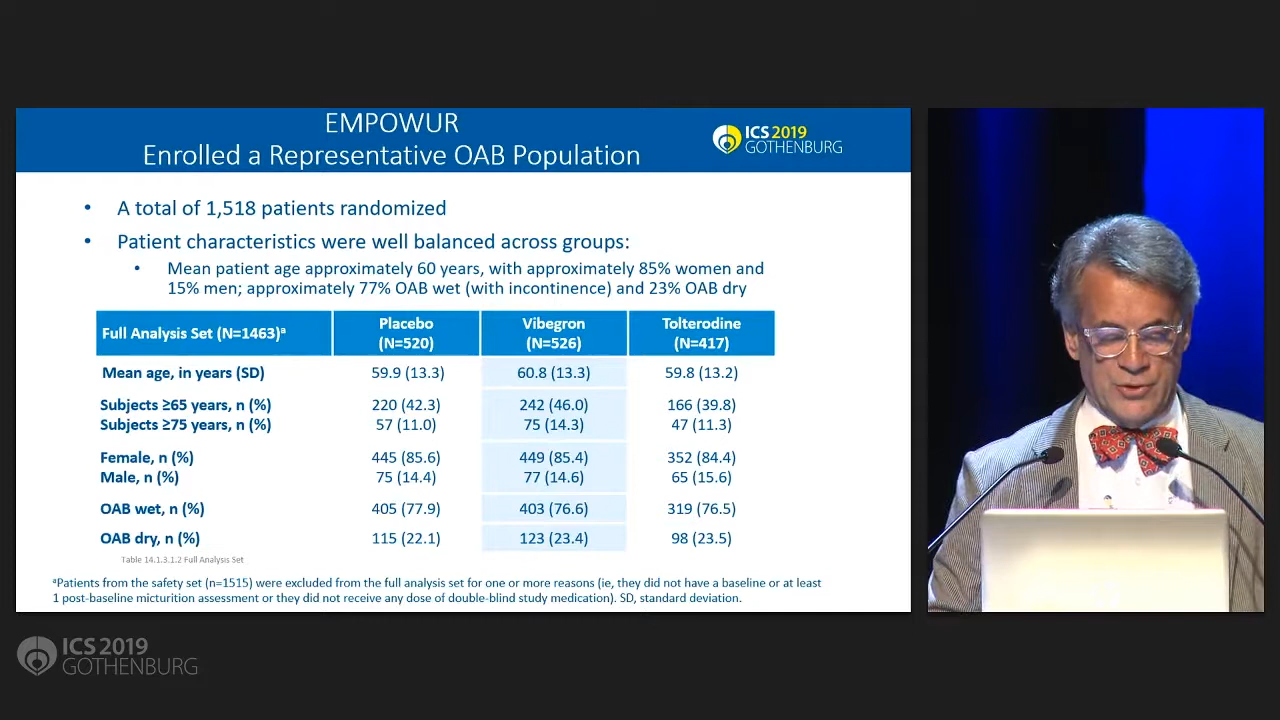 EMPOWUR
Enrolled a Representative OAB Population
ICS 2019
GOTHENBURG
• A total of 1,518 patients randomized
• Patient characteristics were well balanced across groups:
• Mean patient age approximately 60 years, with approximately 85% women and
15% men; approximately 77% OAB wet (with incontinence) and 23% OAB dry
Full Analysis Set (N=1463)ᵃ Placebo (N=520) Vibegron (N=526) Tolterodine (N=417)
Mean age, in years (SD) 59.9 (13.3) 60.8 (13.3) 59.8 (13.2)
Subjects ≥65 years, n (%) 220 (42.3) 242 (46.0) 166 (39.8)
Subjects ≥75 years, n (%) 57 (11.0) 75 (14.3) 47 (11.3)
Female, n (%) 445 (85.6) 449 (85.4) 352 (84.4)
Male, n (%) 75 (14.4) 77 (14.6) 65 (15.6)
OAB wet, n (%) 405 (77.9) 403 (76.6) 319 (76.5)
OAB dry, n (%) 115 (22.1) 123 (23.4) 98 (23.5)
Table 14.1.3.1.2 Full Analysis Set
ᵃPatients from the safety set (n=1515) were excluded from the full analysis set for one or more reasons (ie, they did not have a baseline or at least
1 post-baseline micturition assessment or they did not receive any dose of double-blind study medication). SD, standard deviation.
ICS 2019
GOTHENBURG